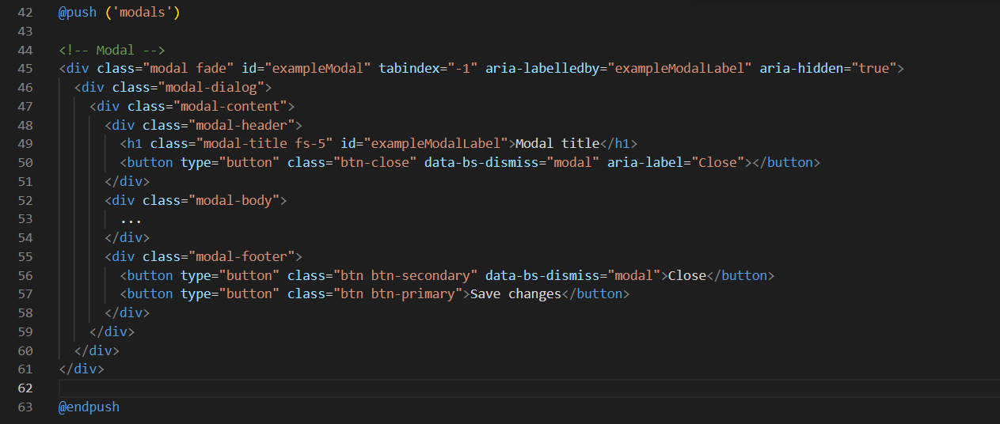 42 @push ('modals')
43
44 <!-- Modal -->
45 <div class="modal fade" id="exampleModal" tabindex="-1" aria-labelledby="exampleModalLabel" aria-hidden="true">
46   <div class="modal-dialog">
47     <div class="modal-content">
48       <div class="modal-header">
49         <h1 class="modal-title fs-5" id="exampleModalLabel">Modal title</h1>
50         <button type="button" class="btn-close" data-bs-dismiss="modal" aria-label="Close"></button>
51       </div>
52       <div class="modal-body">
53         ...
54       </div>
55       <div class="modal-footer">
56         <button type="button" class="btn btn-secondary" data-bs-dismiss="modal">Close</button>
57         <button type="button" class="btn btn-primary">Save changes</button>
58       </div>
59     </div>
60   </div>
61 </div>
62
63 @endpush